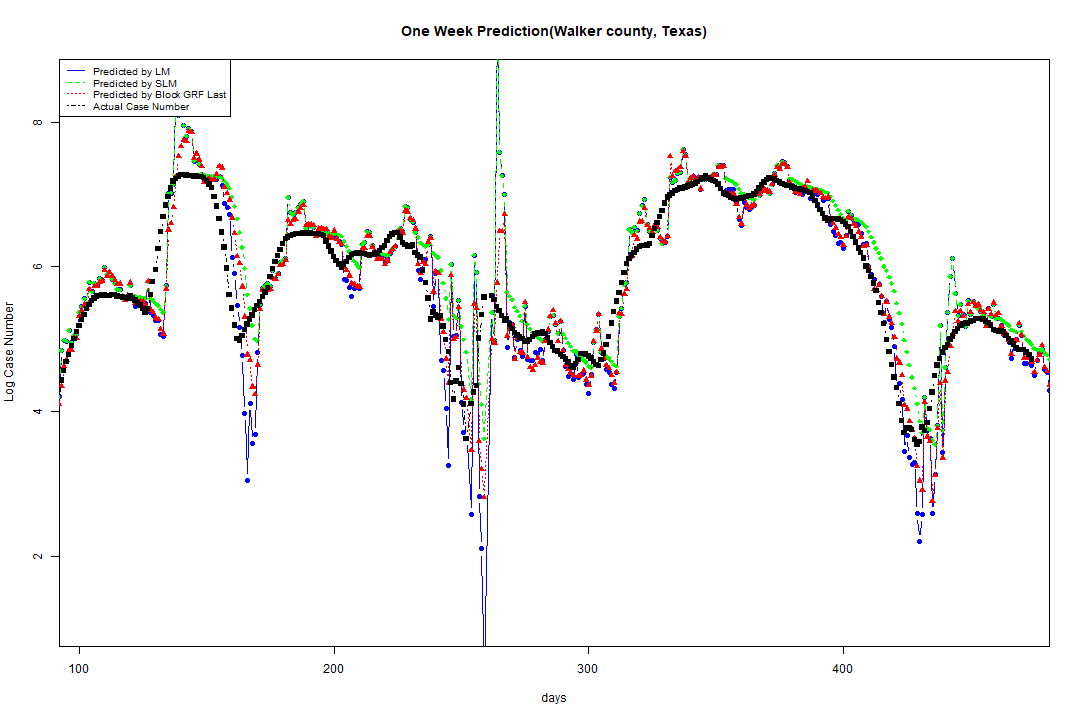 One Week Prediction(Walker county, Texas)
Predicted by LM
Predicted by SLM
Predicted by Block GRF Last
Actual Case Number
Log Case Number
8
6
4
2
100 200 300 400
days